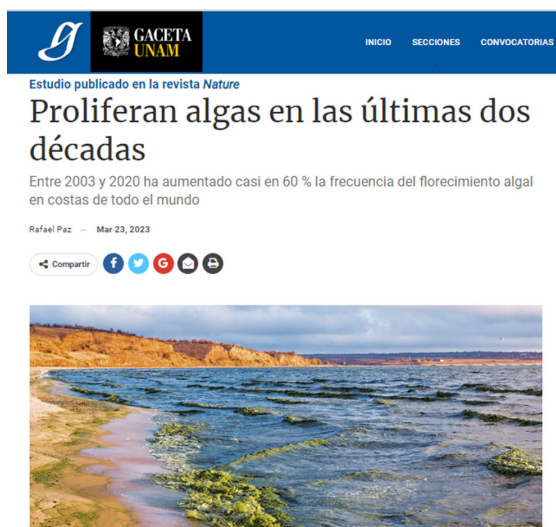 GACETA
UNAM
INICIO SECCIONES CONVOCATORIAS
Estudio publicado en la revista Nature
Proliferan algas en las últimas dos
décadas
Entre 2003 y 2020 ha aumentado casi en 60 % la frecuencia del florecimiento algal
en costas de todo el mundo
Rafael Paz — Mar 23, 2023
Compartir